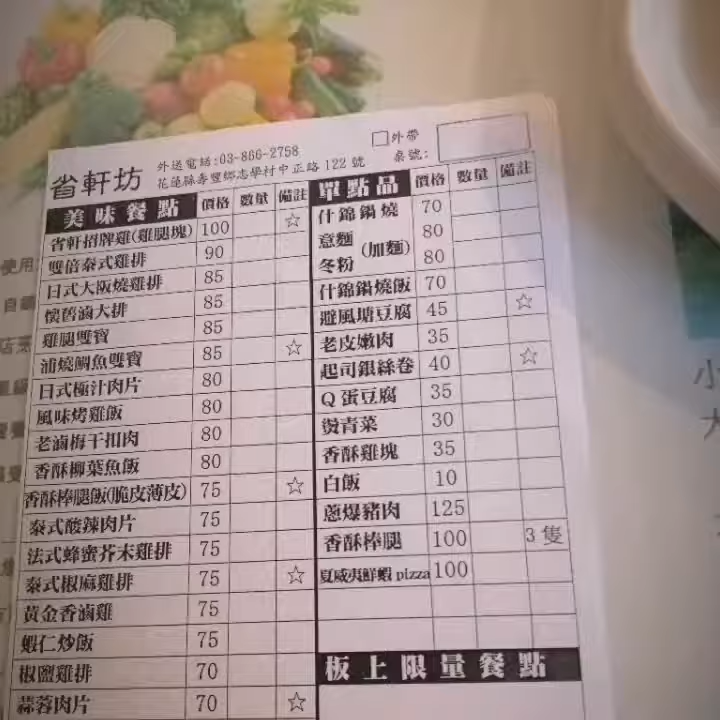 省軒坊
外送電話:03-866-2758
花蓮縣壽豐鄉志學村中正路122號
外帶
桌號:
美味餐點 價格 數量 備註
省軒招牌雞(雞腿塊) 100 ☆
雙倍泰式雞排 90
日式大阪燒雞排 85
懷舊滷大排 85
雞腿雙寶 85
浦燒鯛魚雙寶 85 ☆
日式極汁肉片 80
風味烤雞飯 80
老滷梅干扣肉 80
香酥柳葉魚飯 80
香酥棒腿飯(脆皮薄皮) 75 ☆
泰式酸辣肉片 75
法式蜂蜜芥末雞排 75
泰式椒麻雞排 75 ☆
黃金香滷雞 75
蝦仁炒飯 75
椒鹽雞排 70
蒜蓉肉片 70 ☆
單點品 價格 數量 備註
什錦鍋燒 70
意麵 (加麵) 80
冬粉 80
什錦鍋燒飯 70
避風塘豆腐 45 ☆
老皮嫩肉 35
起司銀絲卷 40 ☆
Q蛋豆腐 35
燙青菜 30
香酥雞塊 35
白飯 10
蔥爆豬肉 125
香酥棒腿 100 3隻
夏威夷鮮蝦pizza 100
板上限量餐點
使用
自
店
小
大